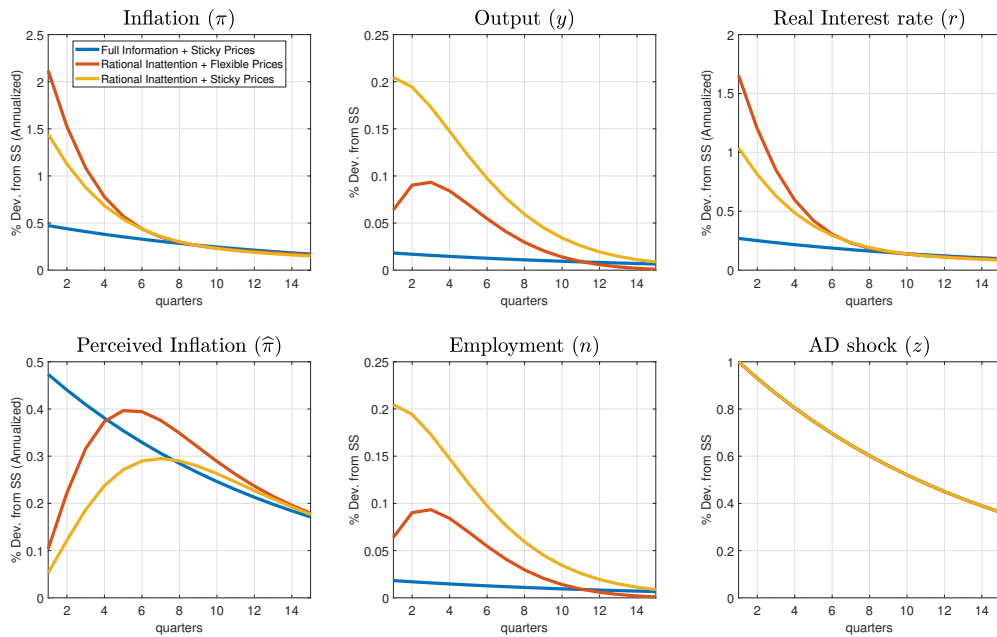 Inflation (π)
Output (y)
Real Interest rate (r)
Full Information + Sticky Prices
Rational Inattention + Flexible Prices
Rational Inattention + Sticky Prices
% Dev. from SS (Annualized)
0 0.5 1 1.5 2 2.5
2 4 6 8 10 12 14
quarters
% Dev. from SS
0 0.05 0.1 0.15 0.2 0.25
2 4 6 8 10 12 14
quarters
% Dev. from SS (Annualized)
0 0.5 1 1.5 2
2 4 6 8 10 12 14
quarters
Perceived Inflation (π̂)
Employment (n)
AD shock (z)
% Dev. from SS (Annualized)
0 0.1 0.2 0.3 0.4 0.5
2 4 6 8 10 12 14
quarters
% Dev. from SS
0 0.05 0.1 0.15 0.2 0.25
2 4 6 8 10 12 14
quarters
% Dev. from SS
0 0.2 0.4 0.6 0.8 1
2 4 6 8 10 12 14
quarters